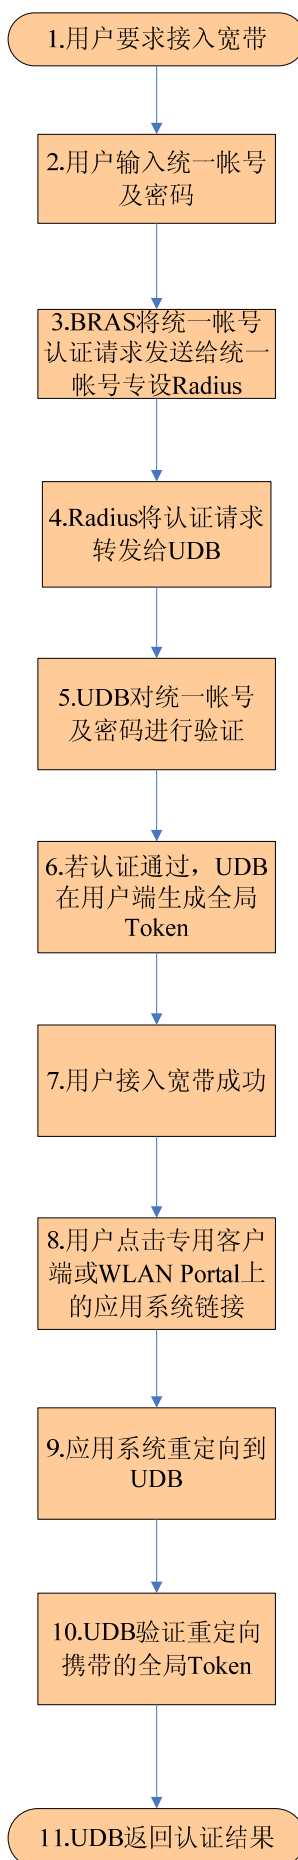 1.用户要求接入宽带
2.用户输入统一帐号
及密码
3.BRAS将统一帐号
认证请求发送给统一
帐号专设Radius
4.Radius将认证请求
转发给UDB
5.UDB对统一帐号
及密码进行验证
6.若认证通过，UDB
在用户端生成全局
Token
7.用户接入宽带成功
8.用户点击专用客户
端或WLAN Portal上
的应用系统链接
9.应用系统重定向到
UDB
10.UDB验证重定向
携带的全局Token
11.UDB返回认证结果